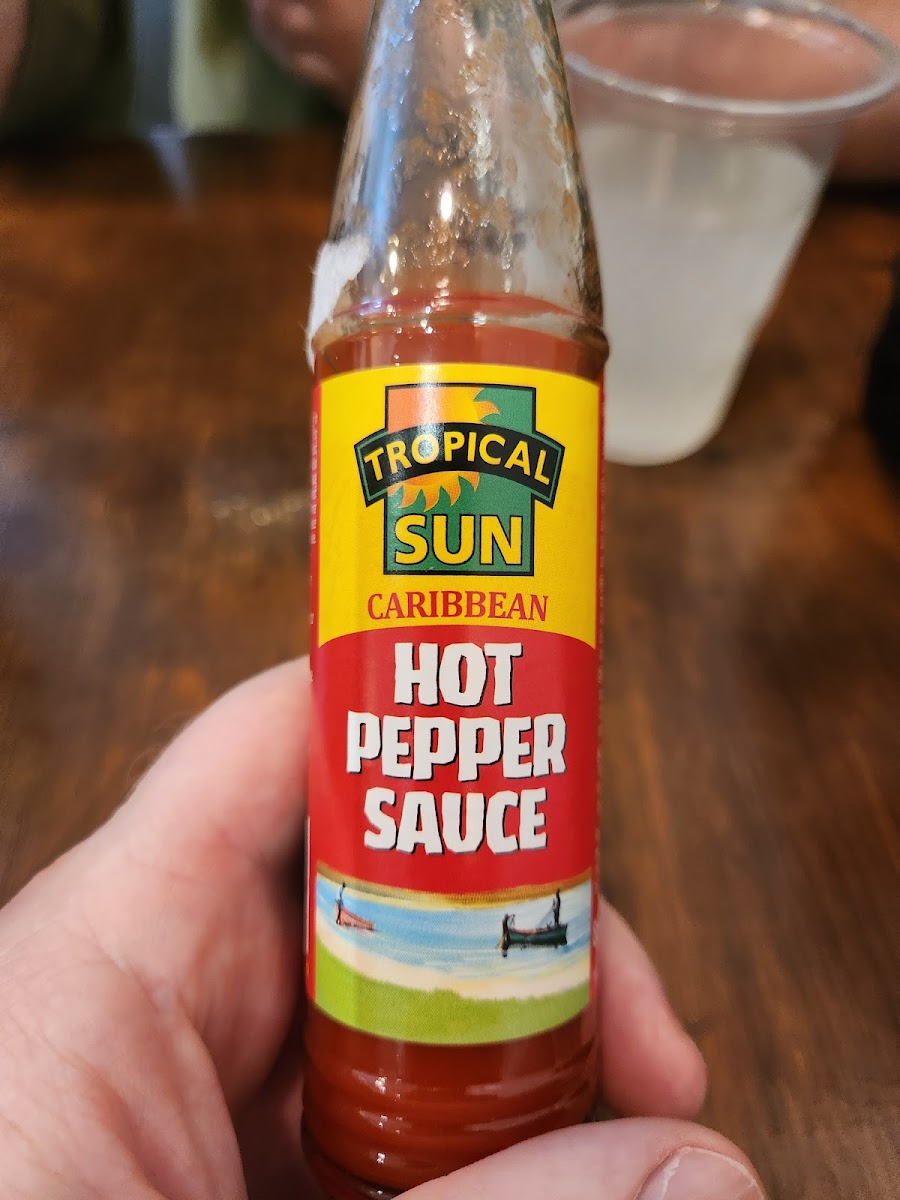 TROPICAL
SUN
CARIBBEAN
HOT
PEPPER
SAUCE